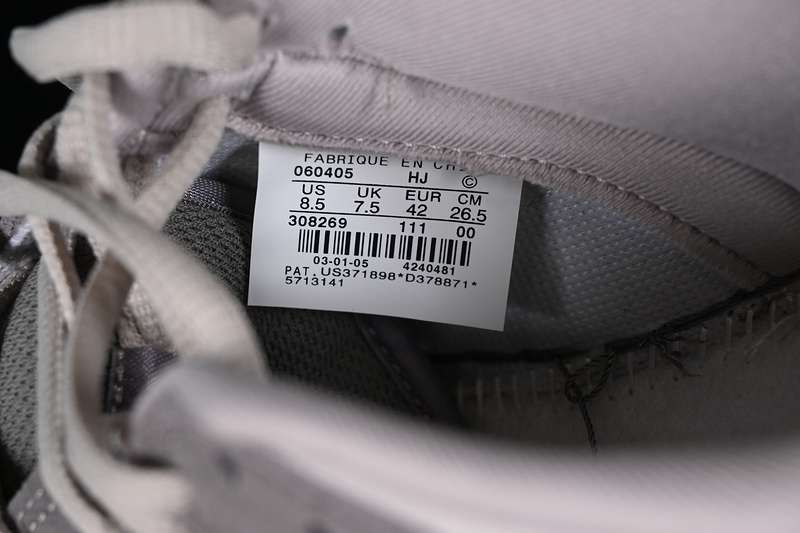 FABRIQUE EN
060405 HJ ©
US UK EUR CM
8.5 7.5 42 26.5
308269 111 00
03-01-05 4240481
PAT.US371898*D378871*
5713141